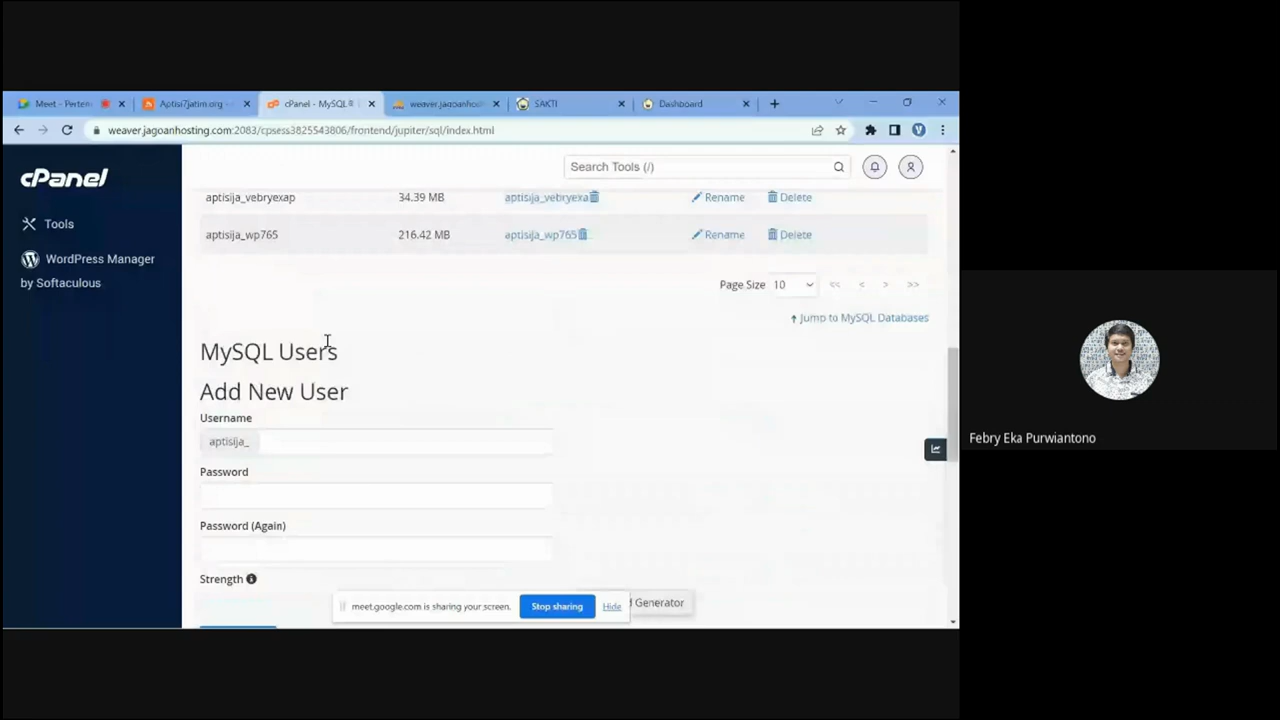 Meet - Perten
Aptisi7jatim.org -
cPanel - MySQL®
weaver.jagoanhosti
SAKTI
Dashboard
weaver.jagoanhosting.com:2083/cpsess3825543806/frontend/jupiter/sql/index.html
cPanel
Search Tools (/)
Tools
WordPress Manager
by Softaculous
aptisija_vebryexap 34.39 MB aptisija_vebryexa Rename Delete
aptisija_wp765 216.42 MB aptisija_wp765 Rename Delete
Page Size 10 << < > >>
Jump to MySQL Databases
MySQL Users
Add New User
Username
aptisija_
Password
Password (Again)
Strength
meet.google.com is sharing your screen. Stop sharing Hide
Generator
Febry Eka Purwiantono